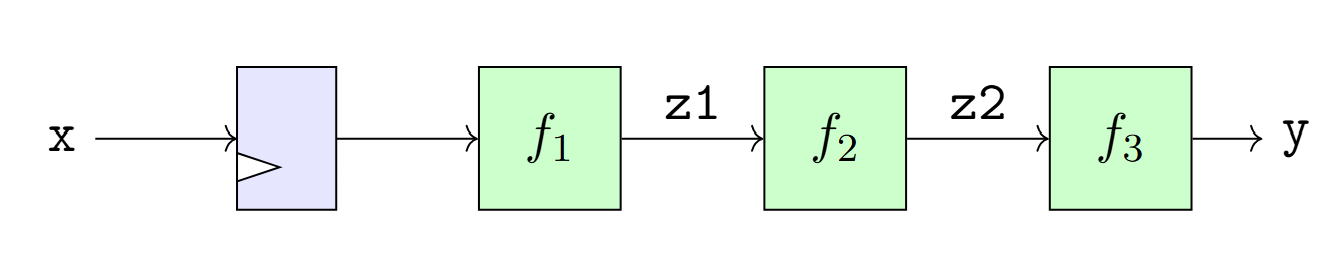 x f₁ z1 f₂ z2 f₃ y